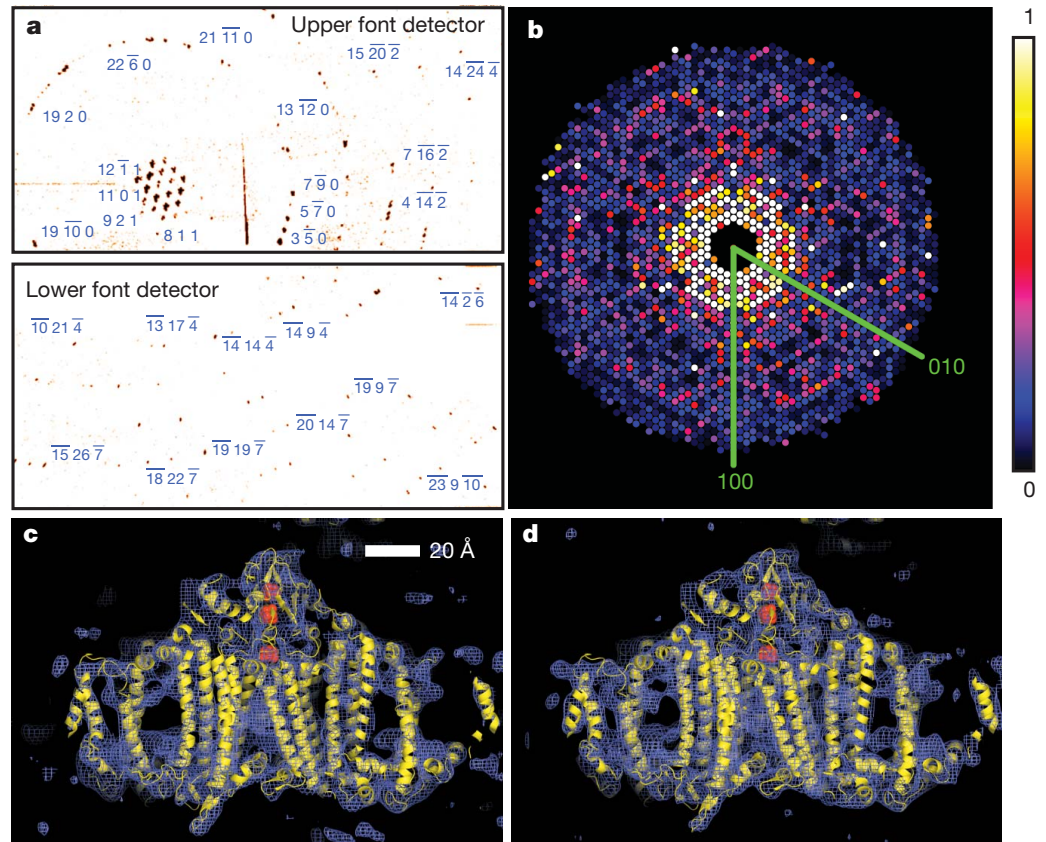 a
Upper font detector
21 1̅1̅ 0
22 6̅ 0
15 2̅0̅ 2̅
14 2̅4̅ 4̅
19 2 0
13 1̅2̅ 0
12 1̅ 1
7 1̅6̅ 2̅
11 0 1
7 9̅ 0
4 1̅4̅ 2̅
9 2 1
5 7̅ 0
19 1̅0̅ 0
8 1 1
3 5̅ 0
Lower font detector
1̅4̅ 2 6̅
1̅0̅ 21 4̅
1̅3̅ 17 4̅
1̅4̅ 9 4̅
1̅4̅ 14 4̅
1̅9̅ 9 7̅
2̅0̅ 14 7̅
1̅5̅ 26 7̅
1̅9̅ 19 7̅
1̅8̅ 22 7̅
2̅3̅ 9 1̅0̅
b
010
100
1
0
c
20 Å
d